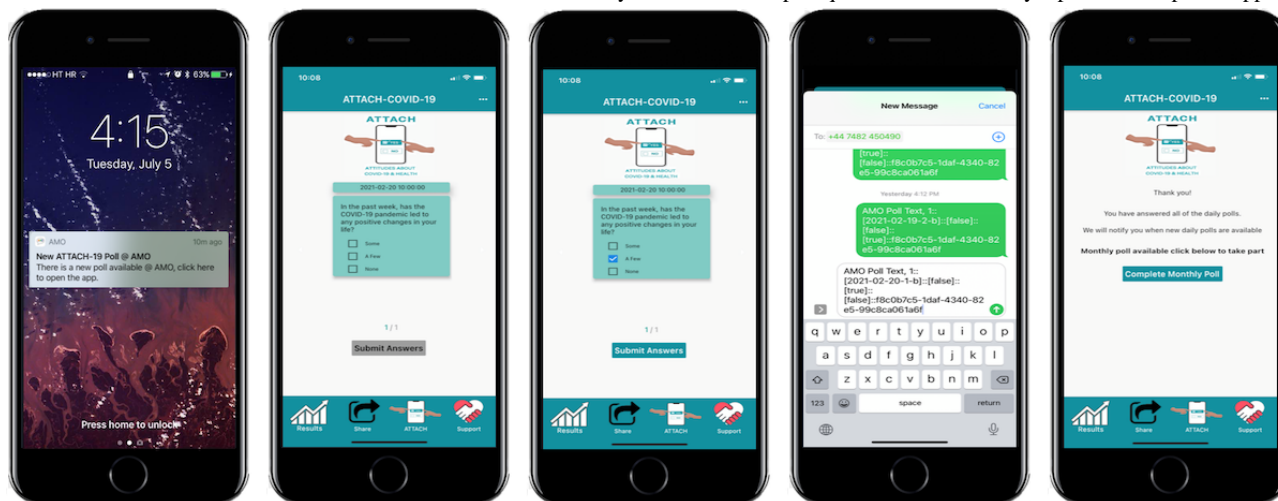 HT HR
63%
4:15
Tuesday, July 5
AMO
10m ago
New ATTACH-19 Poll @ AMO
There is a new poll available @ AMO, click here
to open the app.
Press home to unlock
10:08
ATTACH-COVID-19
ATTACH
YES
NO
ATTITUDES ABOUT
COVID-19 & HEALTH
2021-02-20 10:00:00
In the past week, has the
COVID-19 pandemic led to
any positive changes in your
life?
Some
A Few
None
1 / 1
Submit Answers
Results
Share
ATTACH
Support
10:08
ATTACH-COVID-19
ATTACH
YES
NO
ATTITUDES ABOUT
COVID-19 & HEALTH
2021-02-20 10:00:00
In the past week, has the
COVID-19 pandemic led to
any positive changes in your
life?
Some
A Few
None
1 / 1
Submit Answers
Results
Share
ATTACH
Support
New Message
Cancel
To: +44 7482 450490
[true]::
[false]::f8c0b7c5-1daf-4340-82
e5-99c8ca061a6f
Yesterday 4:12 PM
AMO Poll Text, 1::
[2021-02-19-2-b]::[false]::
[false]::
[true]::f8c0b7c5-1daf-4340-82
e5-99c8ca061a6f
AMO Poll Text, 1::
[2021-02-20-1-b]::[false]::
[true]::
[false]::f8c0b7c5-1daf-4340-82
e5-99c8ca061a6f
q w e r t y u i o p
a s d f g h j k l
z x c v b n m
123
space
return
10:08
ATTACH-COVID-19
ATTACH
YES
NO
ATTITUDES ABOUT
COVID-19 & HEALTH
Thank you!
You have answered all of the daily polls.
We will notify you when new daily polls are available
Monthly poll available click below to take part
Complete Monthly Poll
Results
Share
ATTACH
Support